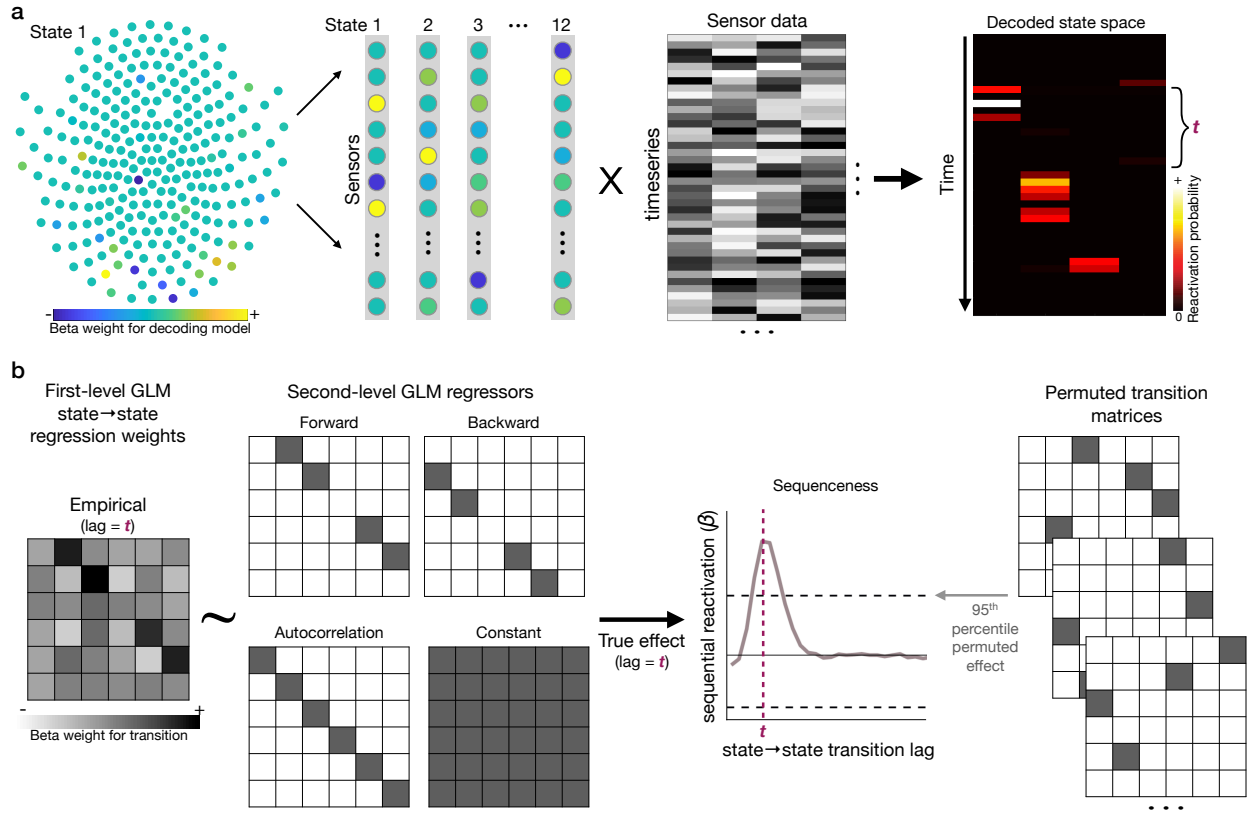 a
State 1
-
+
Beta weight for decoding model
State 1 2 3 ••• 12
Sensors
X
Sensor data
timeseries
Decoded state space
Time
t
+
Reactivation probability
0
b
First-level GLM
state→state
regression weights
Empirical
(lag = t)
-
+
Beta weight for transition
~
Second-level GLM regressors
Forward
Backward
Autocorrelation
Constant
True effect
(lag = t)
Sequenceness
sequential reactivation (β)
t
state→state transition lag
95th
percentile
permuted
effect
Permuted transition
matrices